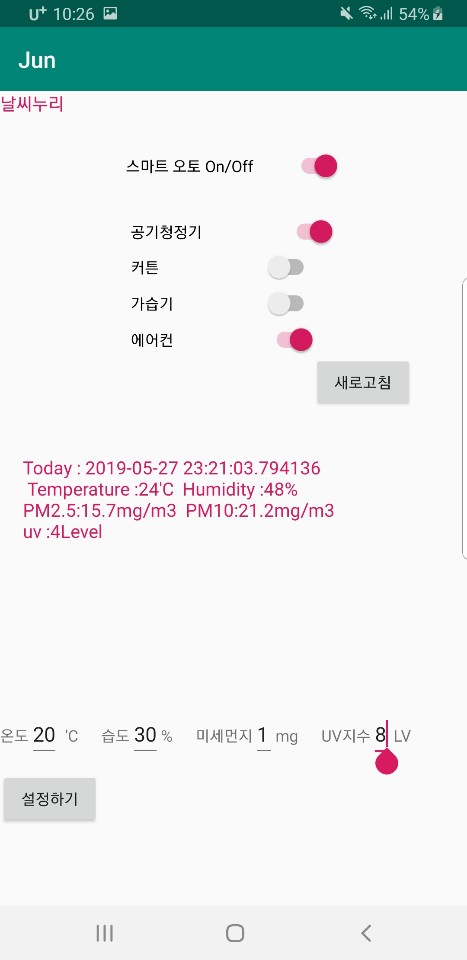 U+ 10:26 54%
Jun
날씨누리
스마트 오토 On/Off
공기청정기
커튼
가습기
에어컨
새로고침
Today : 2019-05-27 23:21:03.794136
Temperature :24'C  Humidity :48%
PM2.5:15.7mg/m3  PM10:21.2mg/m3
uv :4Level
온도 20 'C 습도 30 % 미세먼지 1 mg UV지수 8 LV
설정하기